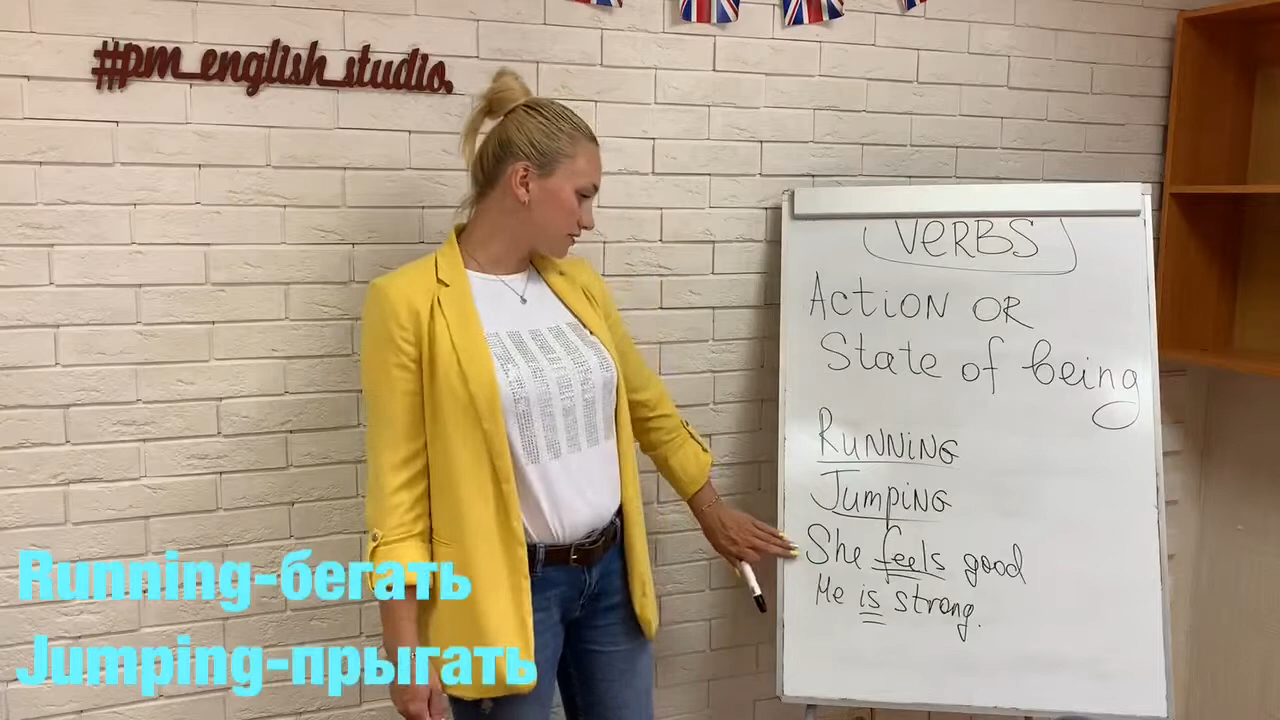 #pm_english_studio.
VERBS
Action OR
State of being
Running
Jumping
She feels good
He is strong.
Running-бегать
Jumping-прыгать